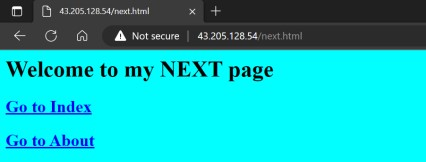 43.205.128.54/next.html
Not secure | 43.205.128.54/next.html
Welcome to my NEXT page
Go to Index
Go to About